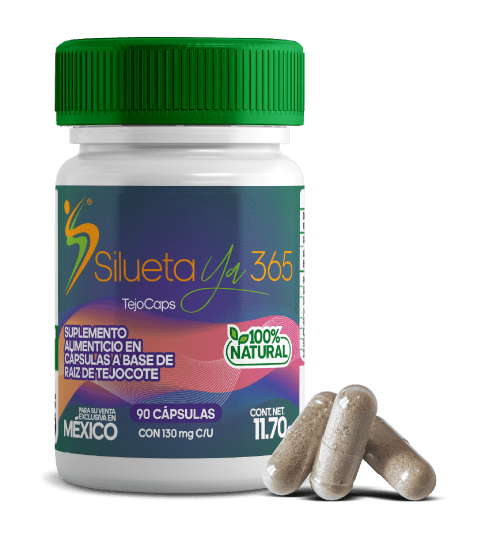 ®
Silueta Ya 365
TejoCaps
SUPLEMENTO
ALIMENTICIO EN
CÁPSULAS A BASE DE
RAIZ DE TEJOCOTE
100%
NATURAL
PARA SU VENTA
EXCLUSIVA EN
MÉXICO
90 CÁPSULAS
CON 130 mg C/U
CONT. NET.
11.70